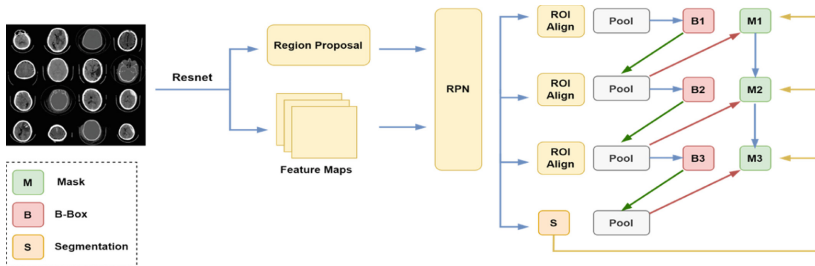 Resnet
Region Proposal
Feature Maps
RPN
ROI
Align
Pool
B1
M1
ROI
Align
Pool
B2
M2
ROI
Align
Pool
B3
M3
S
Pool
M Mask
B B-Box
S Segmentation